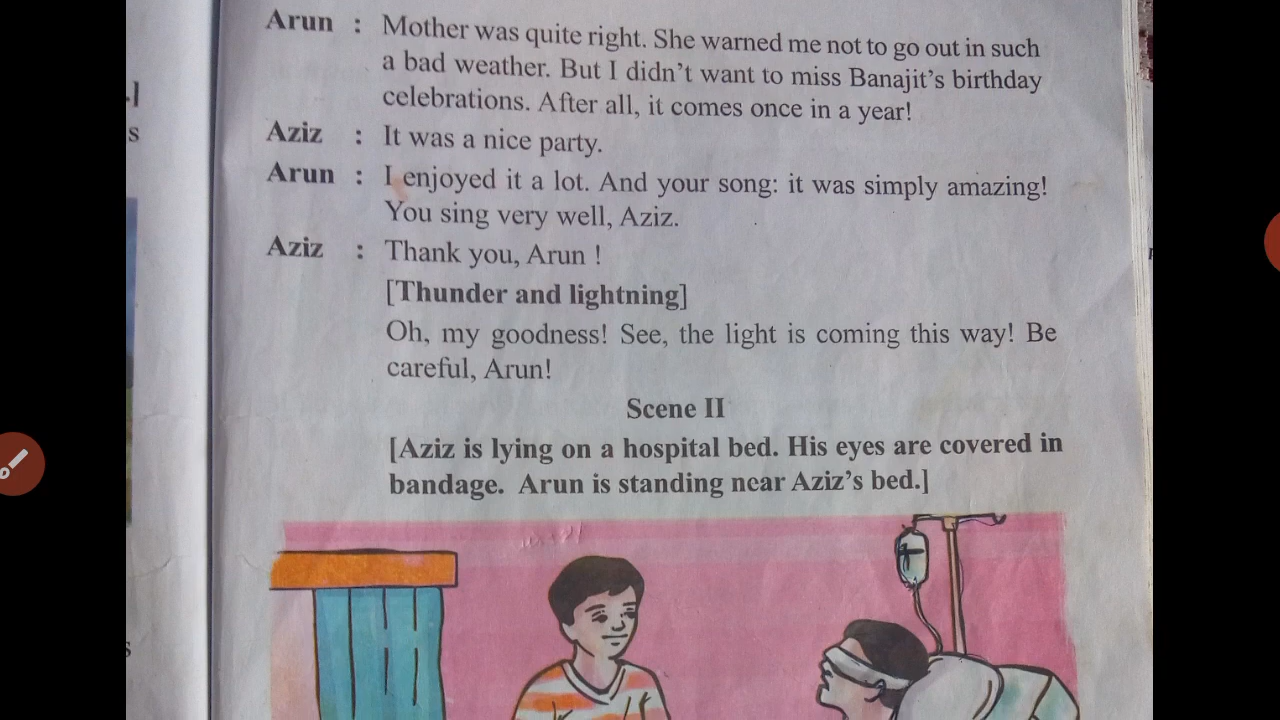 Arun : Mother was quite right. She warned me not to go out in such
a bad weather. But I didn't want to miss Banajit's birthday
celebrations. After all, it comes once in a year!
Aziz : It was a nice party.
Arun : I enjoyed it a lot. And your song: it was simply amazing!
You sing very well, Aziz.
Aziz : Thank you, Arun !
[Thunder and lightning]
Oh, my goodness! See, the light is coming this way! Be
careful, Arun!
Scene II
[Aziz is lying on a hospital bed. His eyes are covered in
bandage. Arun is standing near Aziz's bed.]